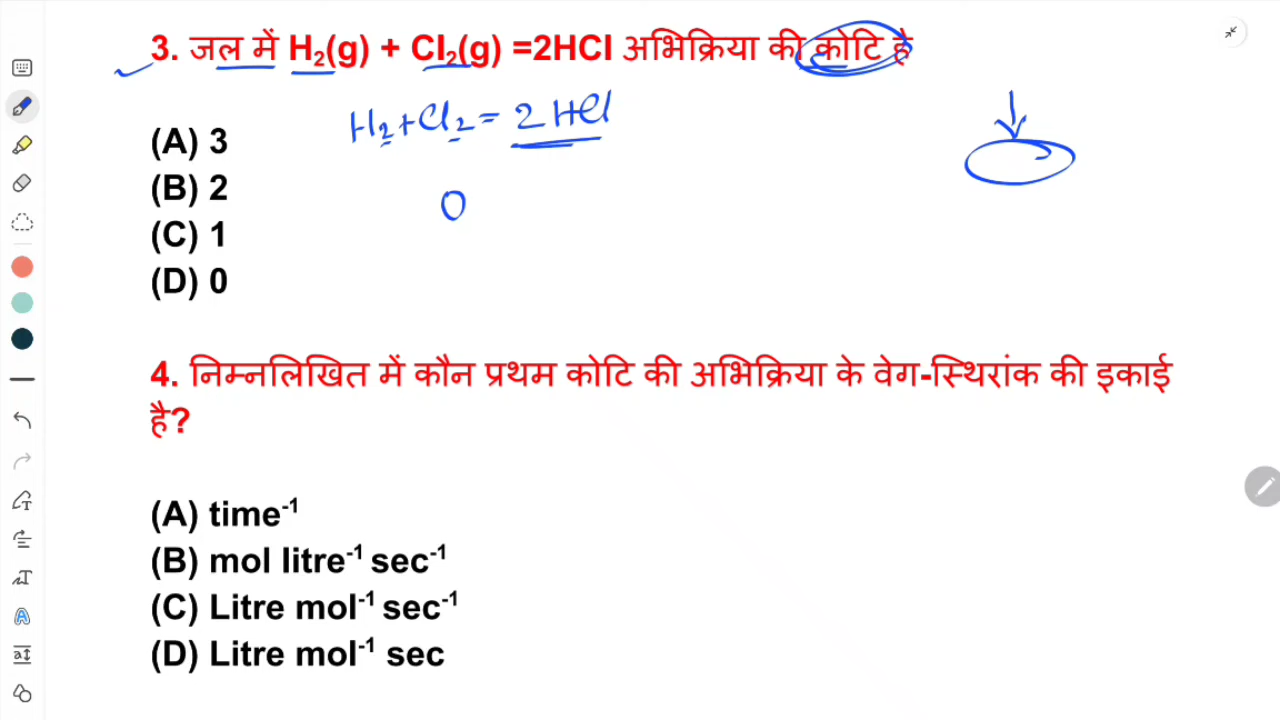 3. जल में H₂(g) + Cl₂(g) =2HCl अभिक्रिया की कोटि है
H₂+Cl₂= 2HCl
(A) 3
(B) 2
0
(C) 1
(D) 0
4. निम्नलिखित में कौन प्रथम कोटि की अभिक्रिया के वेग-स्थिरांक की इकाई
है?
(A) time⁻¹
(B) mol litre⁻¹ sec⁻¹
(C) Litre mol⁻¹ sec⁻¹
(D) Litre mol⁻¹ sec